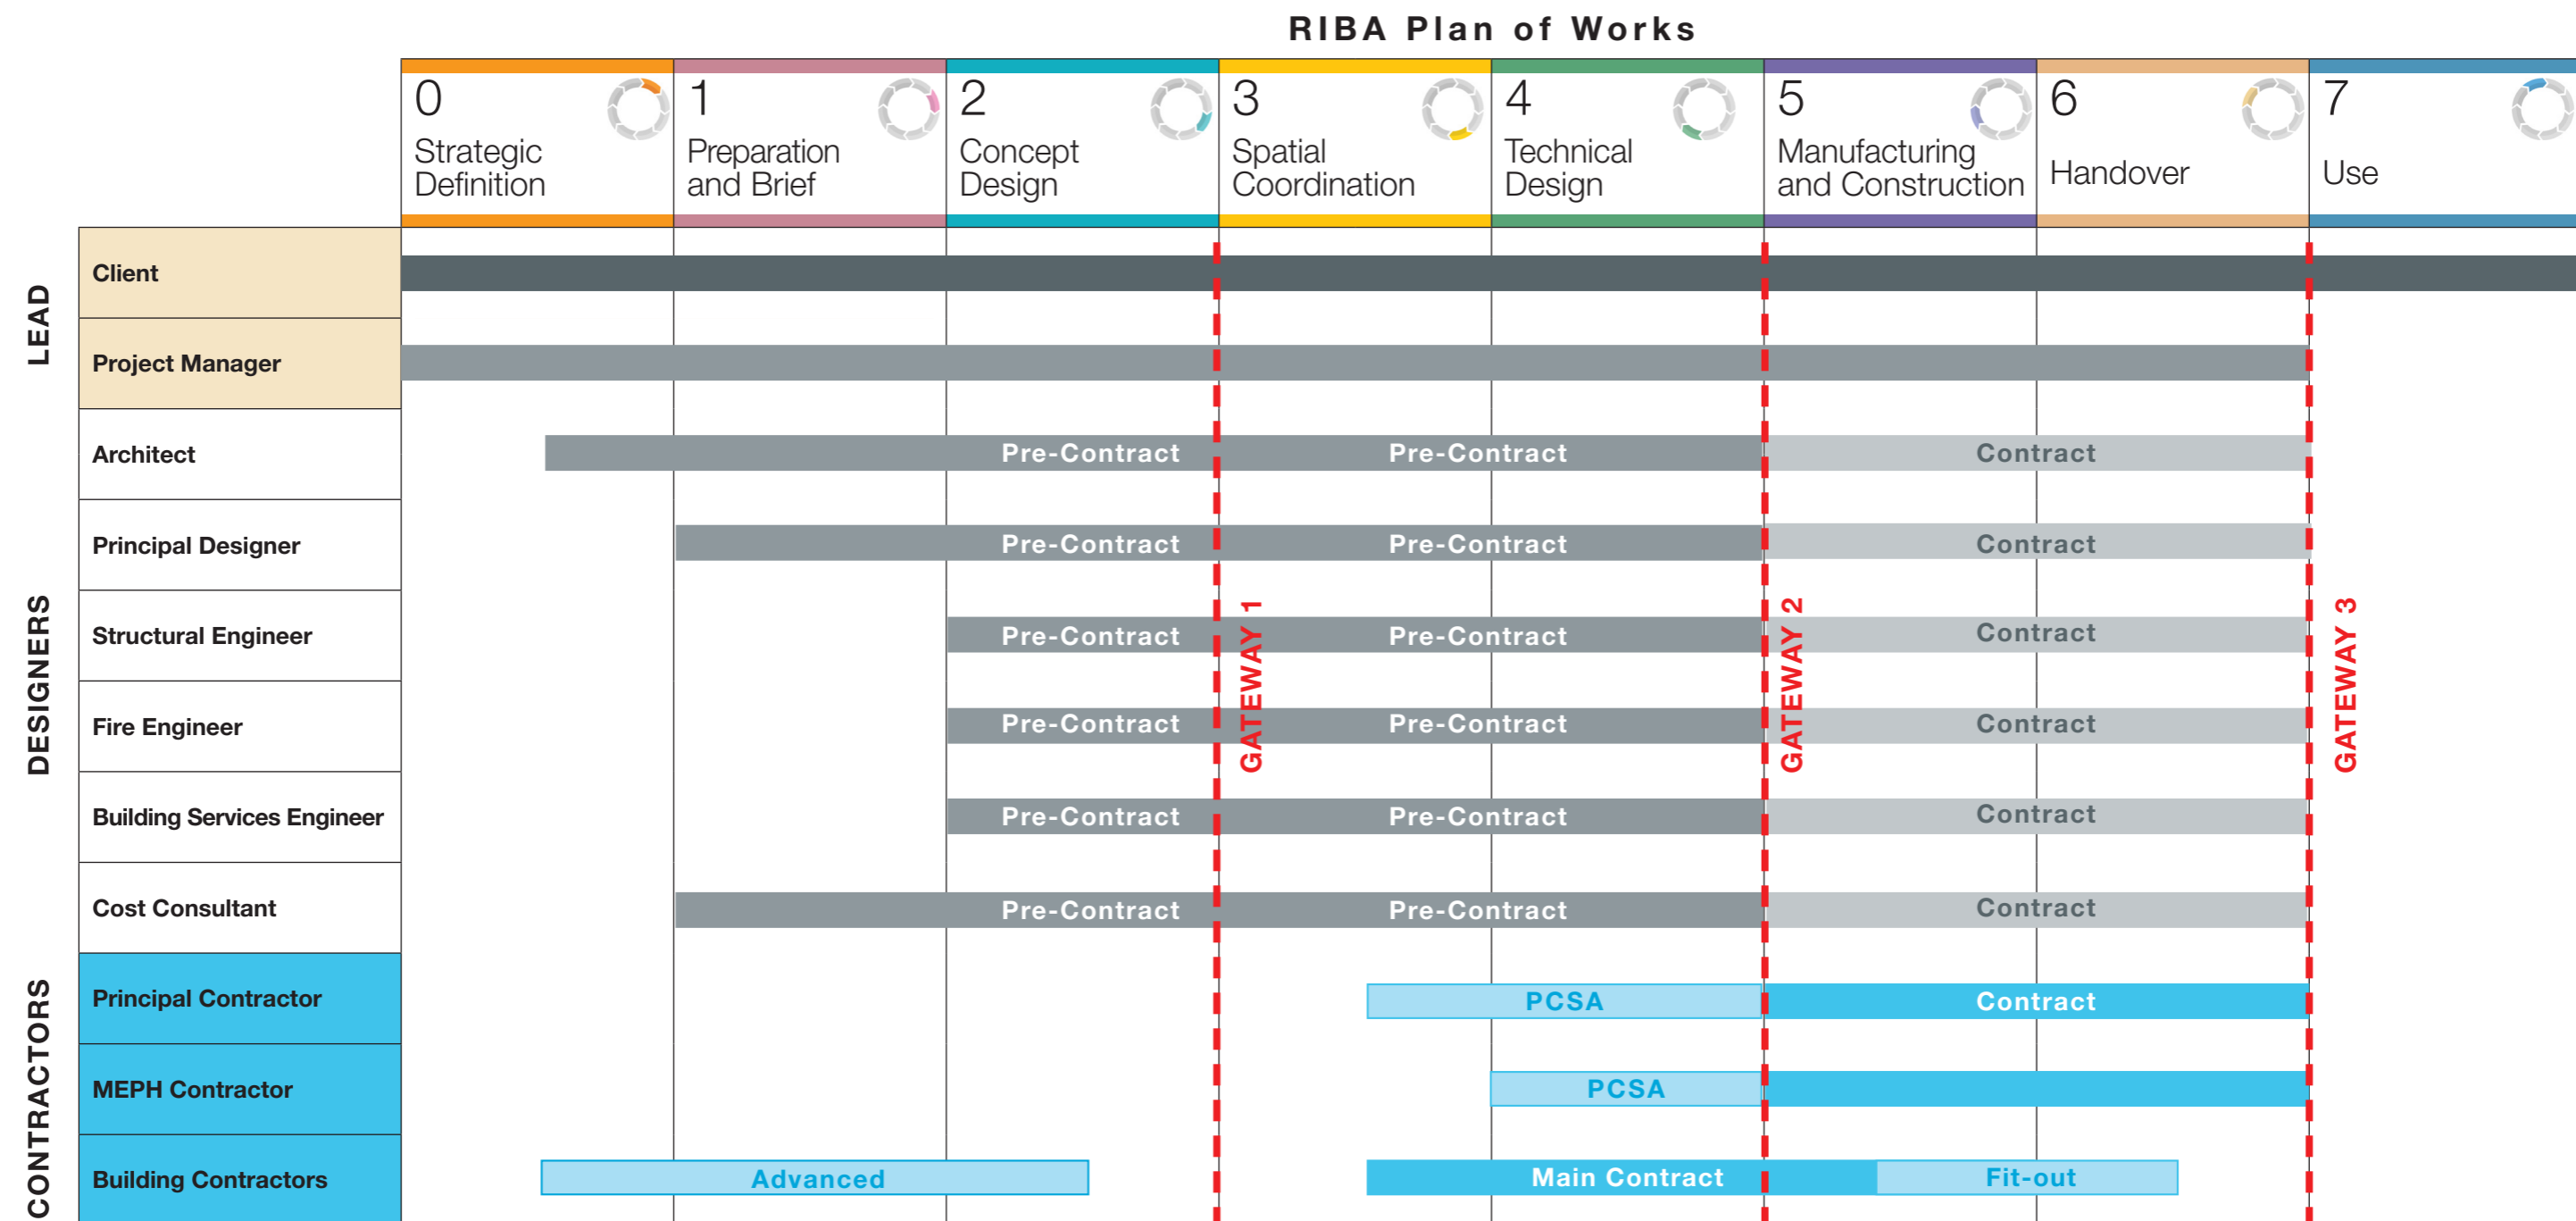 RIBA Plan of Works
0
Strategic
Definition
1
Preparation
and Brief
2
Concept
Design
3
Spatial
Coordination
4
Technical
Design
5
Manufacturing
and Construction
6
Handover
7
Use
LEAD
Client
Project Manager
DESIGNERS
Architect
Pre-Contract
Pre-Contract
Contract
Principal Designer
Pre-Contract
Pre-Contract
Contract
Structural Engineer
Pre-Contract
Pre-Contract
Contract
Fire Engineer
Pre-Contract
Pre-Contract
Contract
Building Services Engineer
Pre-Contract
Pre-Contract
Contract
Cost Consultant
Pre-Contract
Pre-Contract
Contract
GATEWAY 1
GATEWAY 2
GATEWAY 3
CONTRACTORS
Principal Contractor
PCSA
Contract
MEPH Contractor
PCSA
Building Contractors
Advanced
Main Contract
Fit-out